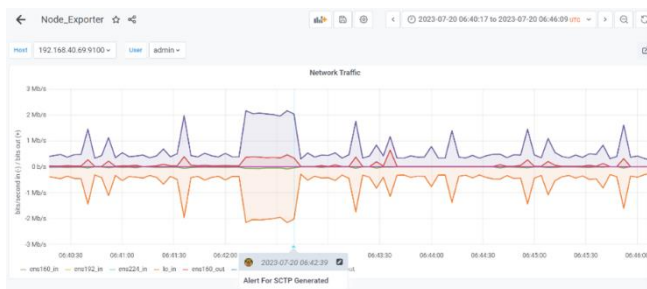 Node_Exporter
2023-07-20 06:40:17 to 2023-07-20 06:46:09 UTC
Host 192.168.40.69:9100 User admin
Network Traffic
3 Mb/s
2 Mb/s
1 Mb/s
0 b/s
-1 Mb/s
-2 Mb/s
-3 Mb/s
bits/second in (-) / bits out (+)
06:40:30 06:41:00 06:41:30 06:42:00 06:43:30 06:44:00 06:44:30 06:45:00 06:45:30 06:46:00
ens160_in ens192_in ens224_in lo_in ens160_out
2023-07-20 06:42:39
Alert For SCTP Generated